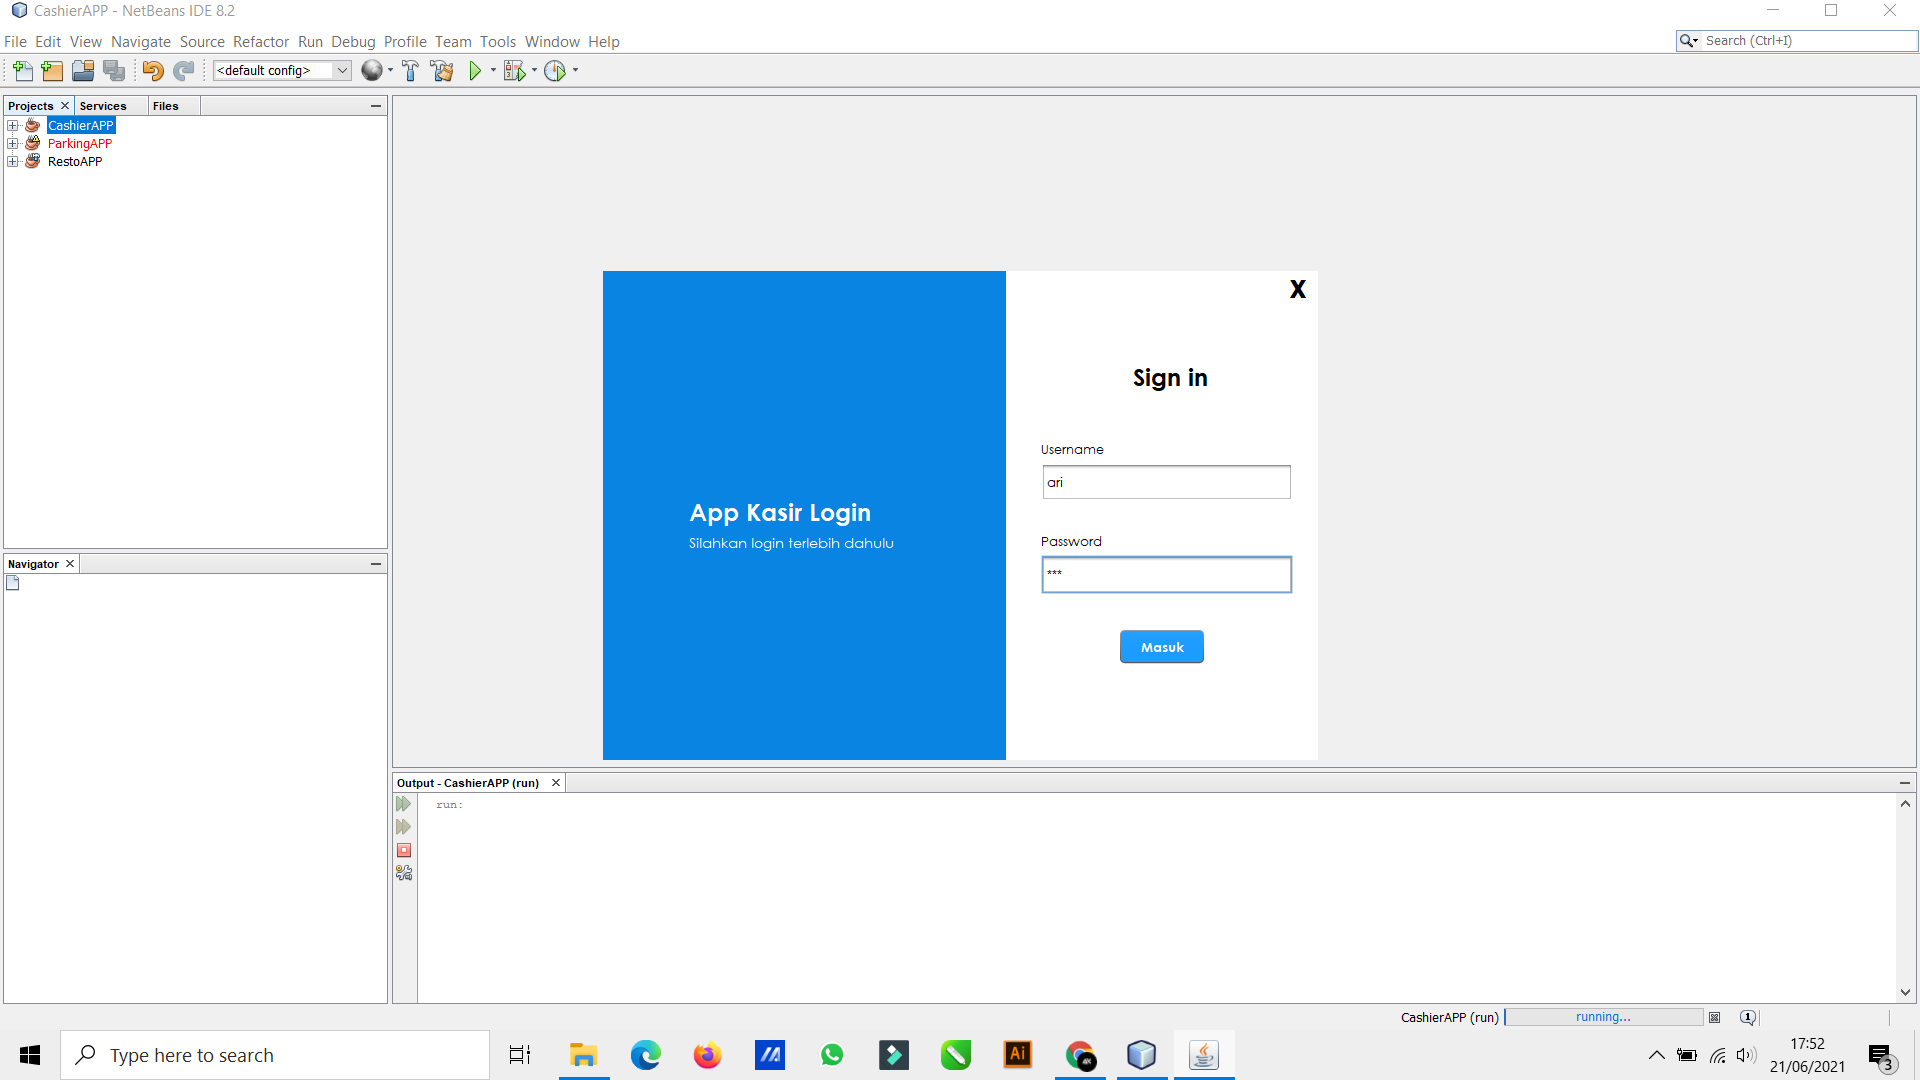 CashierAPP - NetBeans IDE 8.2
File Edit View Navigate Source Refactor Run Debug Profile Team Tools Window Help
Search (Ctrl+I)
<default config>
Projects Services Files
CashierAPP
ParkingAPP
RestoAPP
Navigator
X
Sign in
Username
ari
Password
***
Masuk
App Kasir Login
Silahkan login terlebih dahulu
Output - CashierAPP (run)
run:
CashierAPP (run) running...
1
Type here to search
Ai
17:52
21/06/2021
3